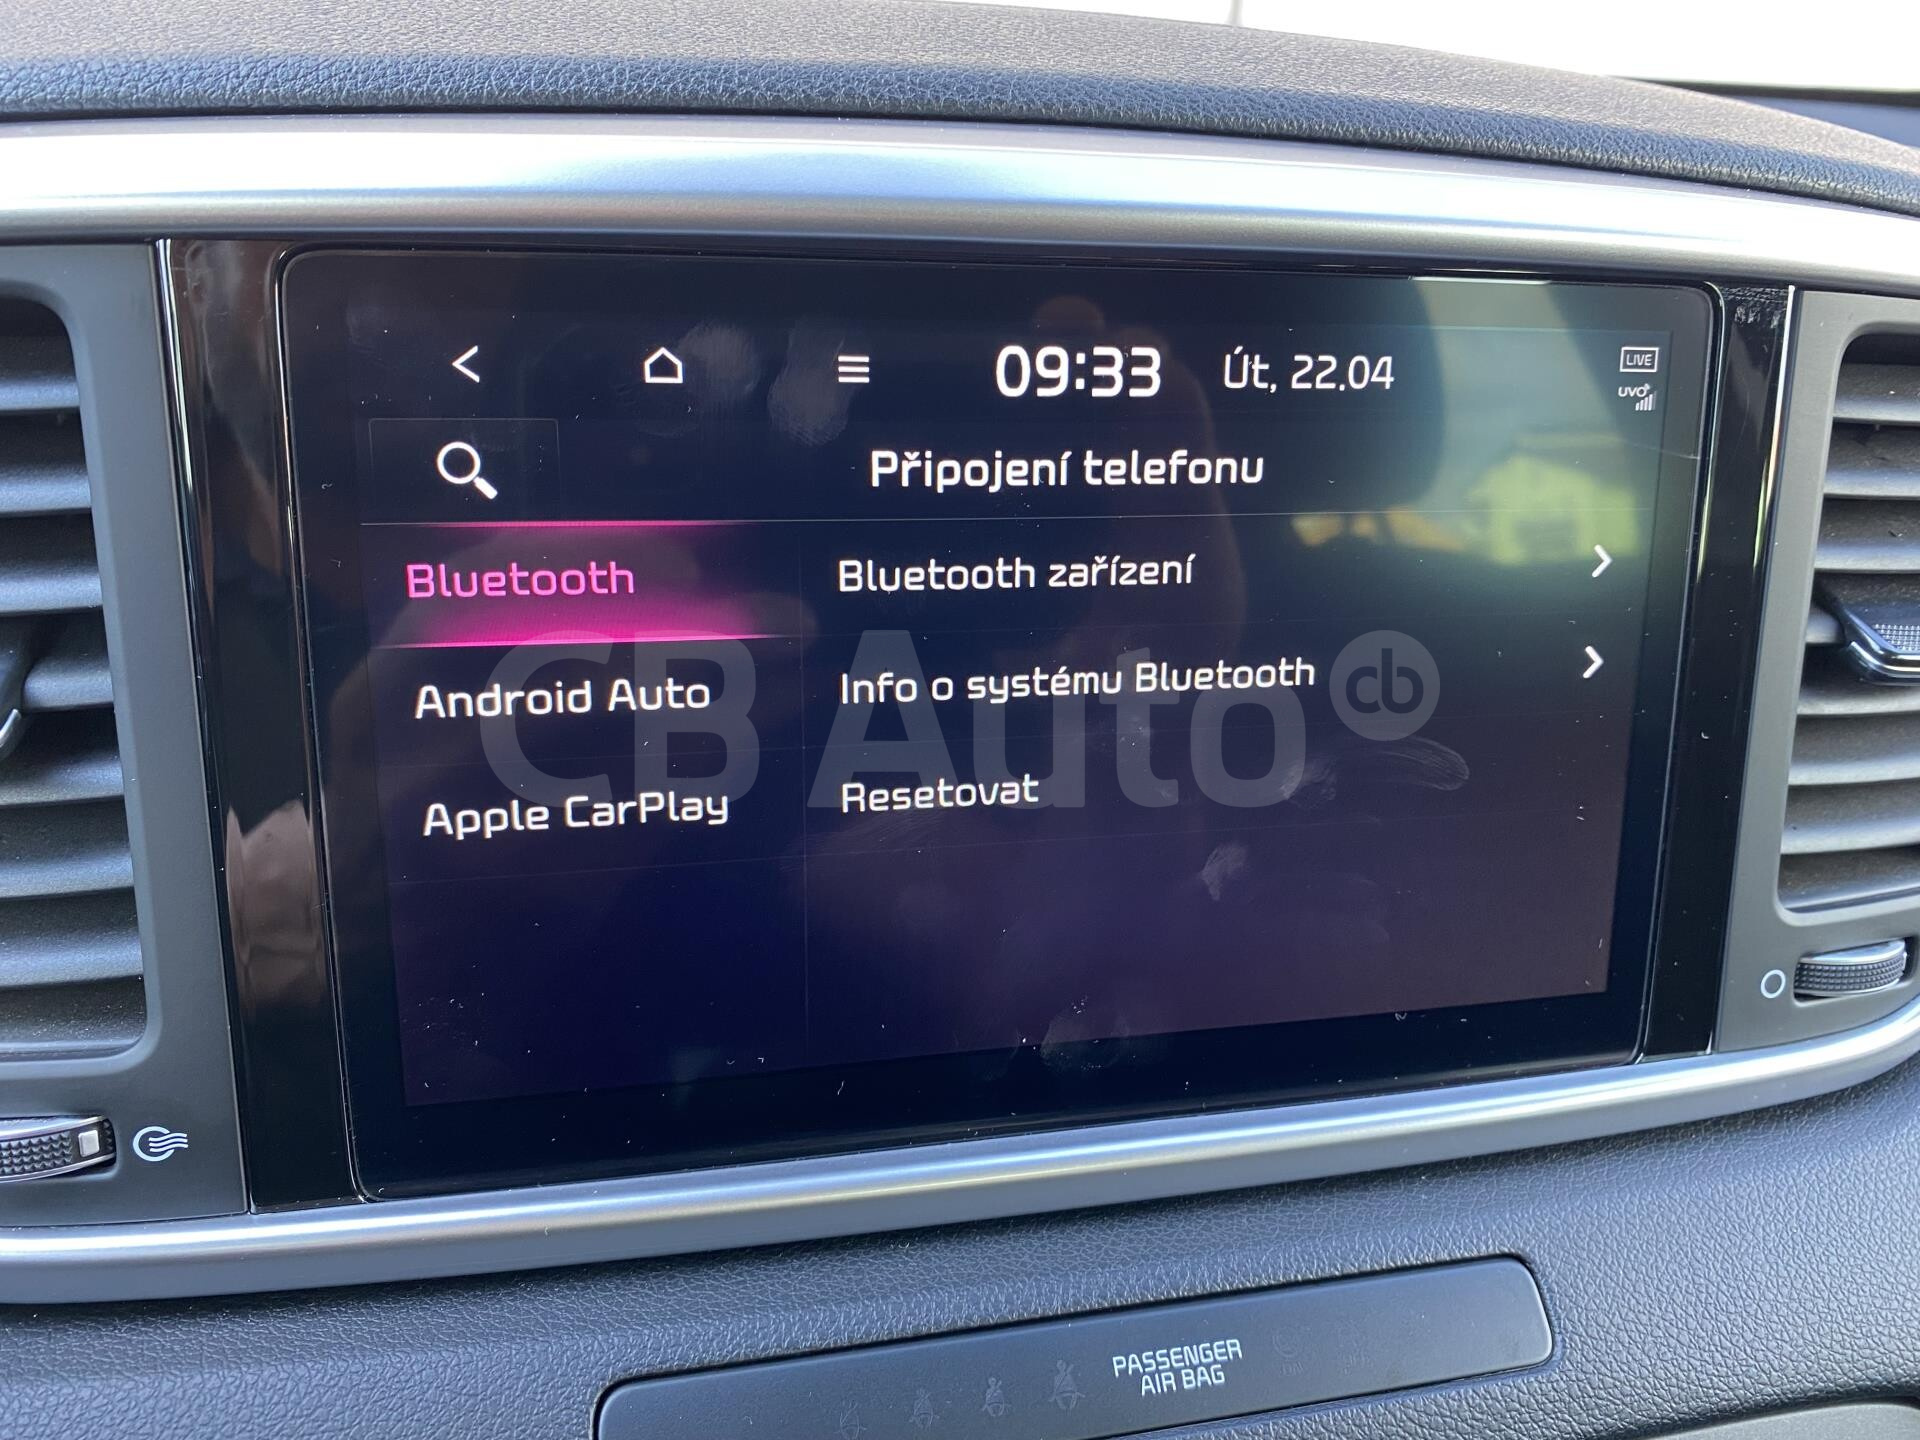 09:33 Út, 22.04
LIVE
UVO
Připojení telefonu
Bluetooth
Bluetooth zařízení
Android Auto
Info o systému Bluetooth
Apple CarPlay
Resetovat
CB Auto cb
PASSENGER
AIR BAG